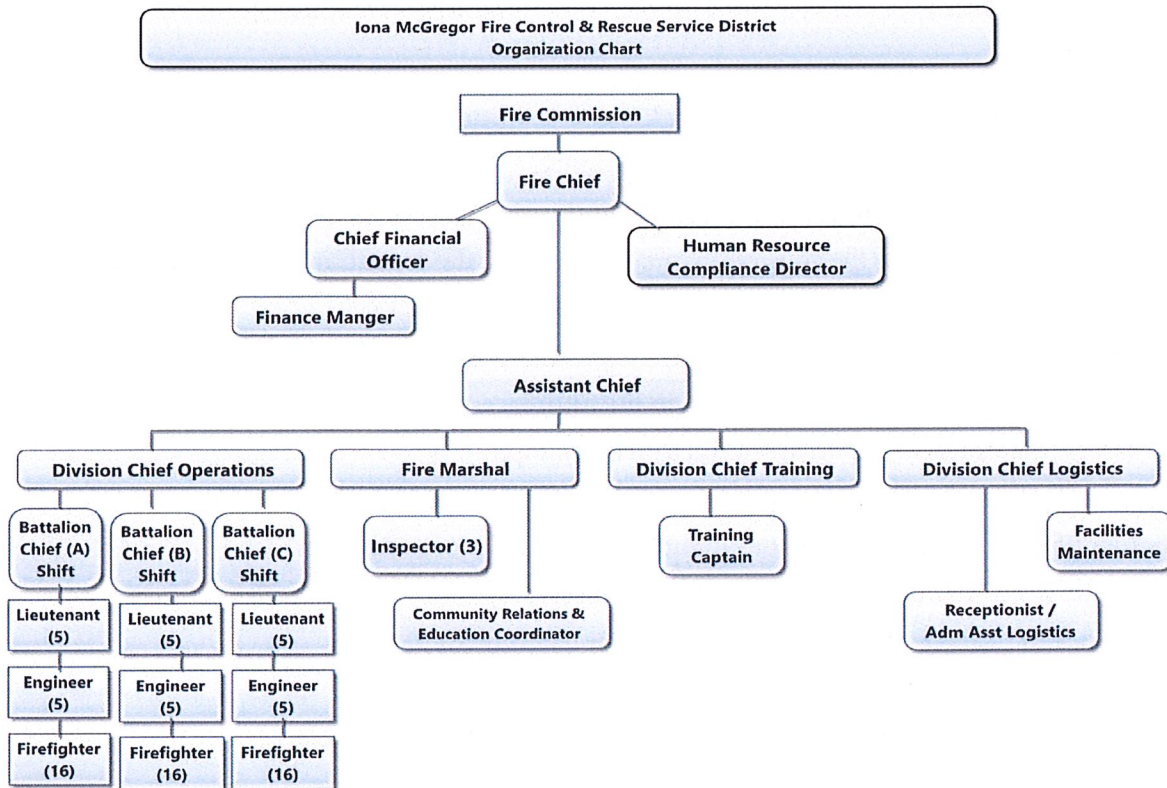 Iona McGregor Fire Control & Rescue Service District
Organization Chart
Fire Commission
Fire Chief
Chief Financial
Officer
Human Resource
Compliance Director
Finance Manger
Assistant Chief
Division Chief Operations
Fire Marshal
Division Chief Training
Division Chief Logistics
Battalion
Chief (A)
Shift
Battalion
Chief (B)
Shift
Battalion
Chief (C)
Shift
Inspector (3)
Training
Captain
Facilities
Maintenance
Community Relations &
Education Coordinator
Receptionist /
Adm Asst Logistics
Lieutenant
(5)
Lieutenant
(5)
Lieutenant
(5)
Engineer
(5)
Engineer
(5)
Engineer
(5)
Firefighter
(16)
Firefighter
(16)
Firefighter
(16)